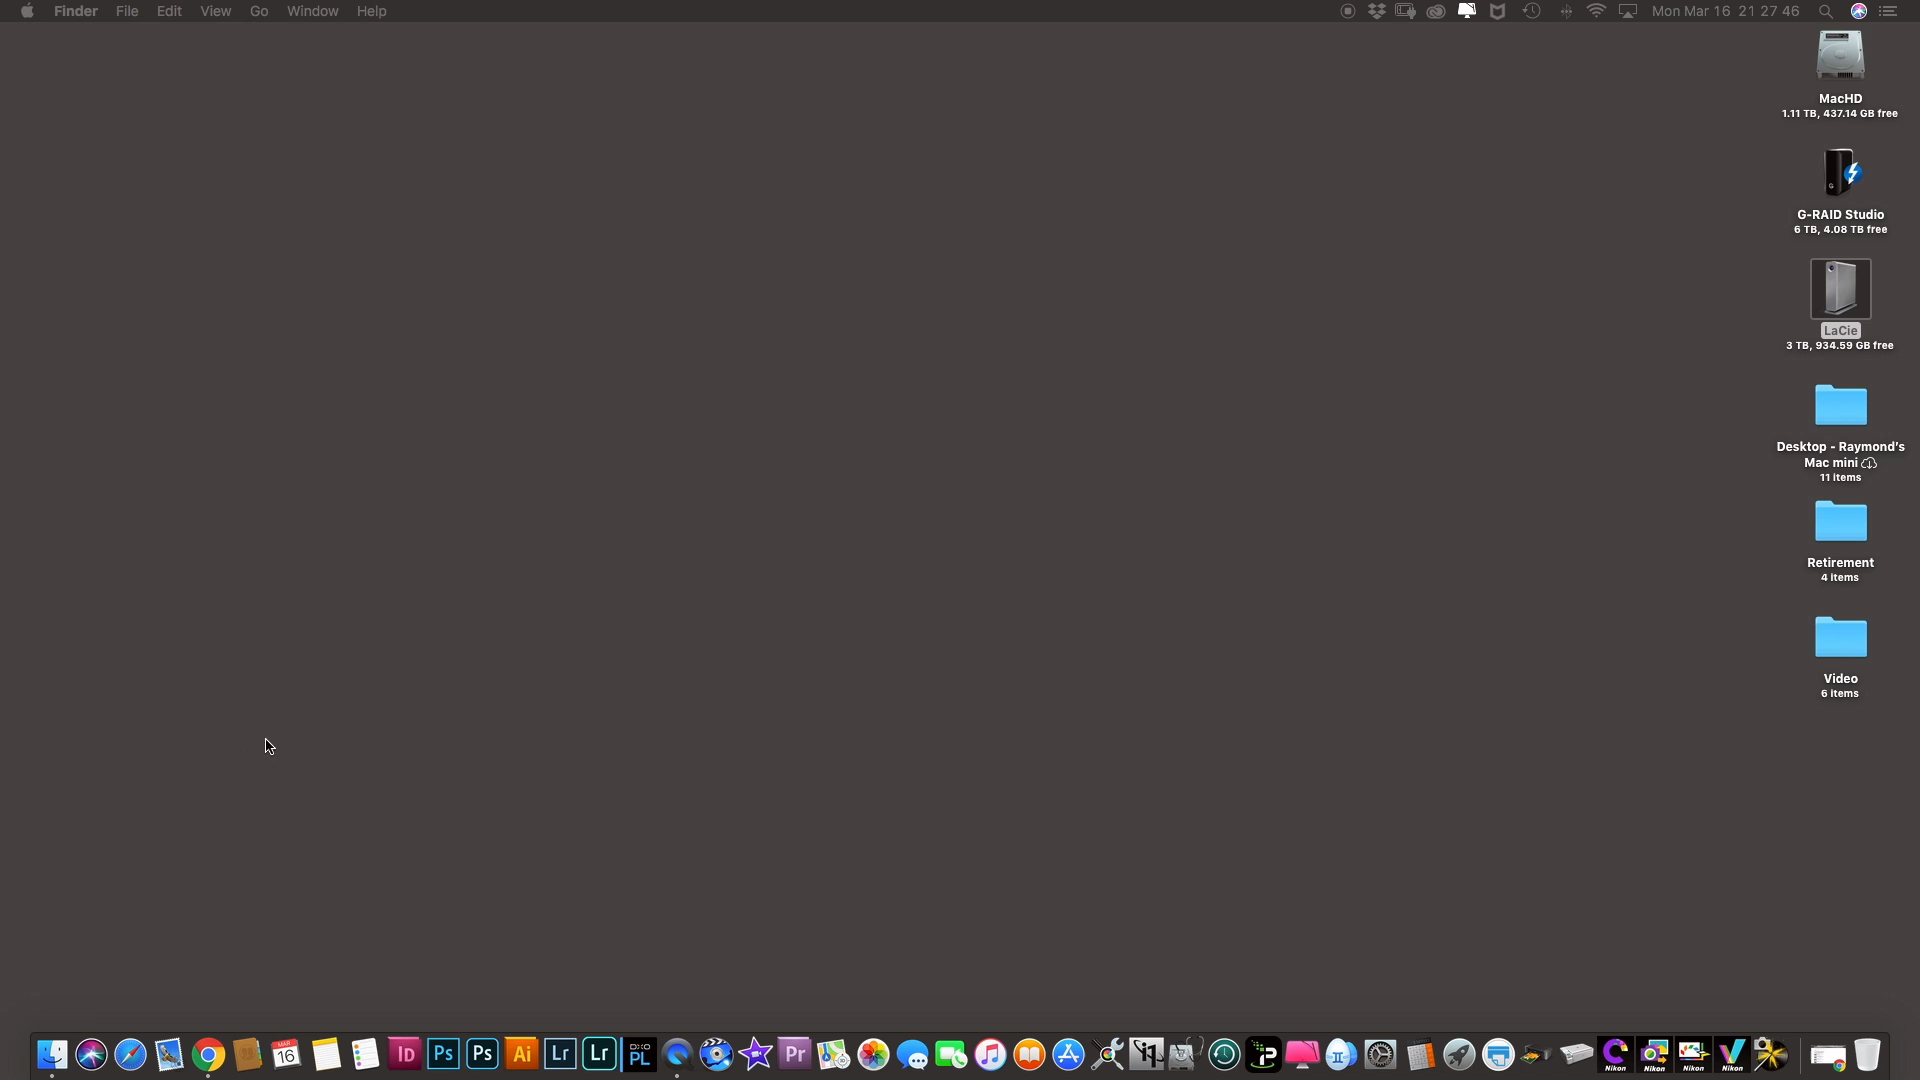 Finder File Edit View Go Window Help Mon Mar 16 21 27 46
MacHD
1.11 TB, 437.14 GB free
G-RAID Studio
6 TB, 4.08 TB free
LaCie
3 TB, 934.59 GB free
Desktop - Raymond's
Mac mini
11 items
Retirement
4 items
Video
6 items
MAR
16
ID
Ps
Ps
Ai
Lr
Lr
DXO
PL
Pr
Nikon
Nikon
Nikon
Nikon